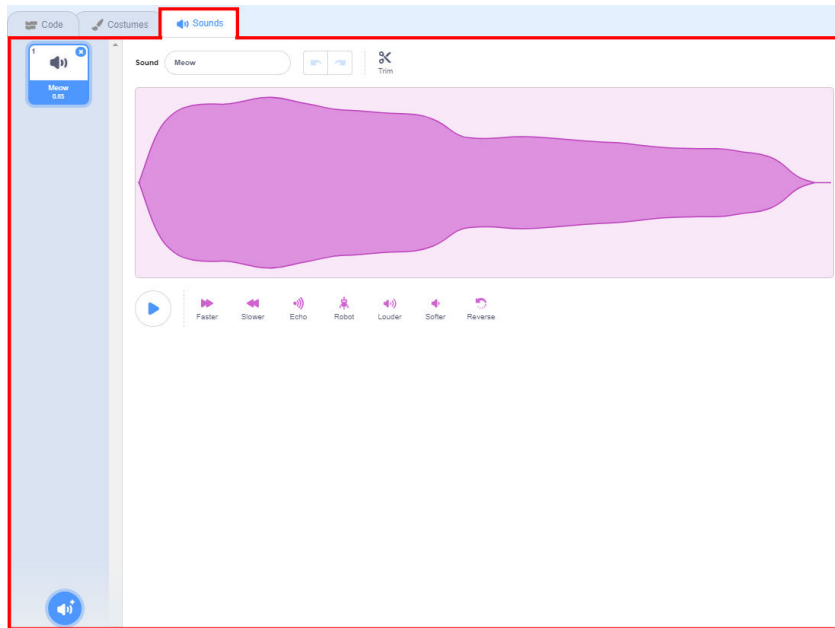 Code
Costumes
Sounds
1
Meow
0.85
Sound
Meow
Trim
Faster
Slower
Echo
Robot
Louder
Softer
Reverse